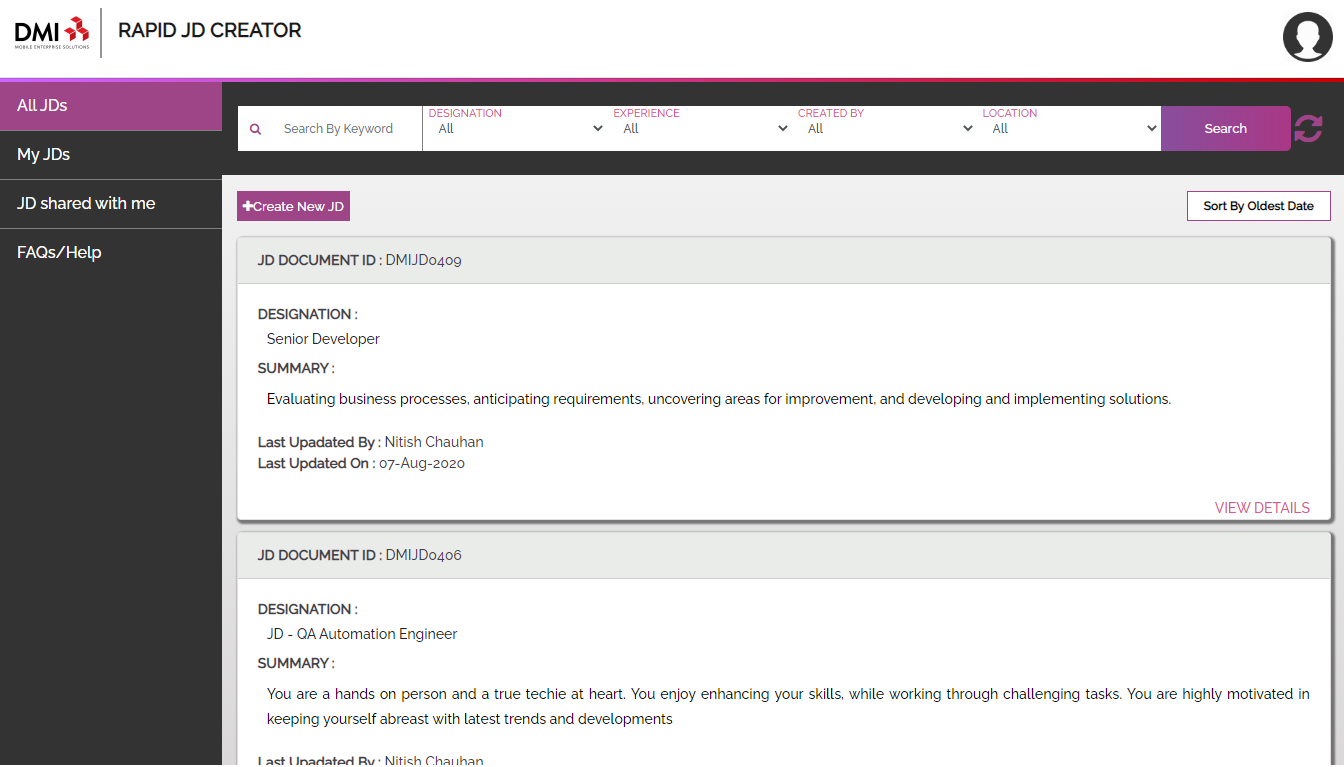 DMI
MOBILE ENTERPRISE SOLUTIONS
RAPID JD CREATOR
All JDs
My JDs
JD shared with me
FAQs/Help
Search By Keyword
DESIGNATION
All
EXPERIENCE
All
CREATED BY
All
LOCATION
All
Search
Create New JD
Sort By Oldest Date
JD DOCUMENT ID : DMIJD0409
DESIGNATION :
Senior Developer
SUMMARY :
Evaluating business processes, anticipating requirements, uncovering areas for improvement, and developing and implementing solutions.
Last Upadated By : Nitish Chauhan
Last Updated On : 07-Aug-2020
VIEW DETAILS
JD DOCUMENT ID : DMIJD0406
DESIGNATION :
JD - QA Automation Engineer
SUMMARY :
You are a hands on person and a true techie at heart. You enjoy enhancing your skills, while working through challenging tasks. You are highly motivated in
keeping yourself abreast with latest trends and developments
Last Upadated By : Nitish Chauhan